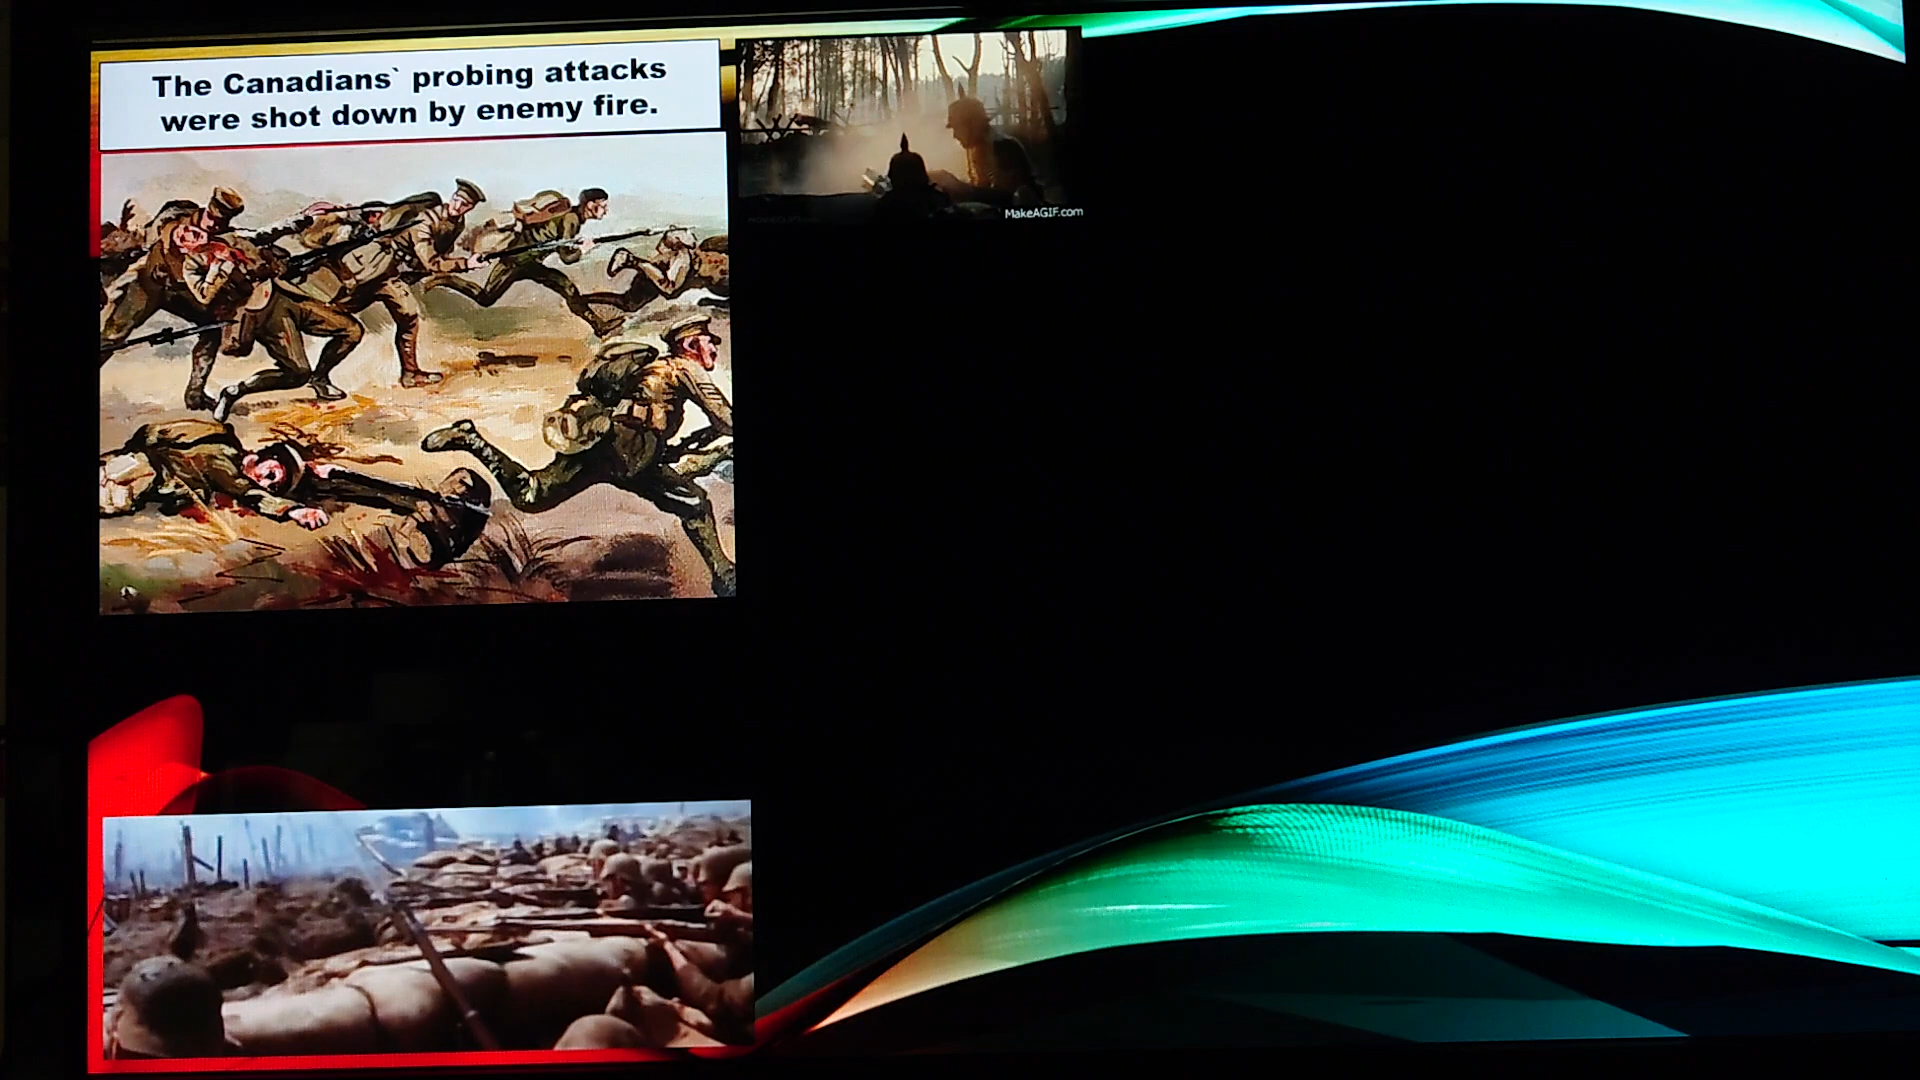 The Canadians` probing attacks
were shot down by enemy fire.
MakeAGIF.com